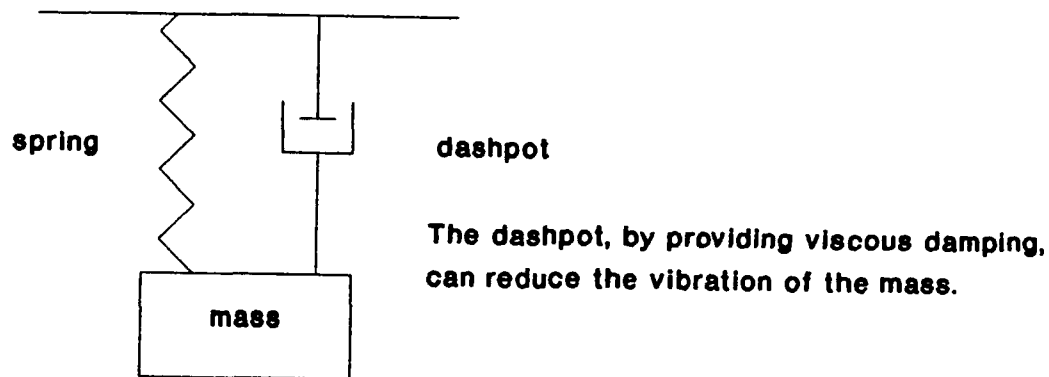 spring
dashpot
The dashpot, by providing viscous damping,
can reduce the vibration of the mass.
mass